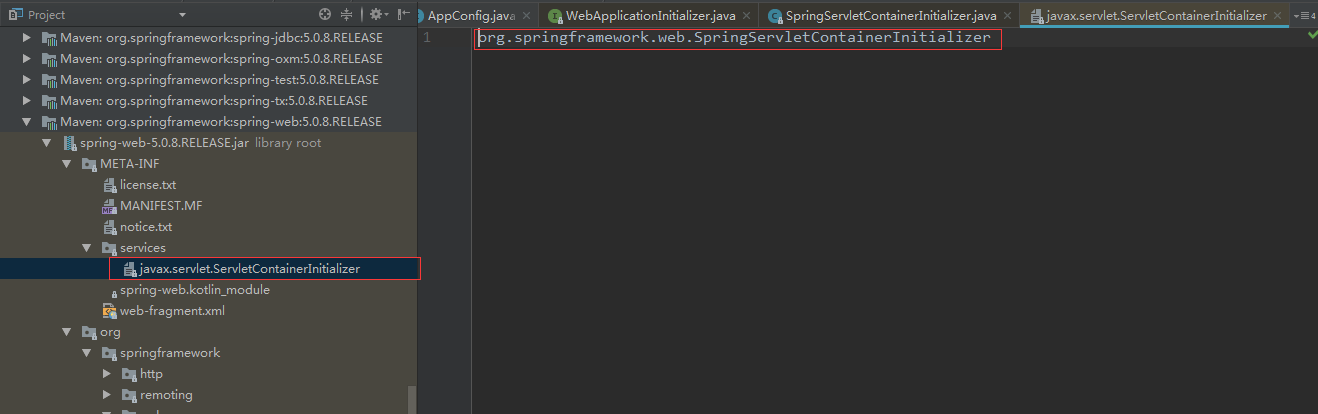 Project
AppConfig.java
WebApplicationInitializer.java
SpringServletContainerInitializer.java
javax.servlet.ServletContainerInitializer
4
Maven: org.springframework:spring-jdbc:5.0.8.RELEASE
Maven: org.springframework:spring-oxm:5.0.8.RELEASE
Maven: org.springframework:spring-test:5.0.8.RELEASE
Maven: org.springframework:spring-tx:5.0.8.RELEASE
Maven: org.springframework:spring-web:5.0.8.RELEASE
spring-web-5.0.8.RELEASE.jar library root
META-INF
license.txt
MF MANIFEST.MF
notice.txt
services
javax.servlet.ServletContainerInitializer
spring-web.kotlin_module
web-fragment.xml
org
springframework
http
remoting
1 org.springframework.web.SpringServletContainerInitializer